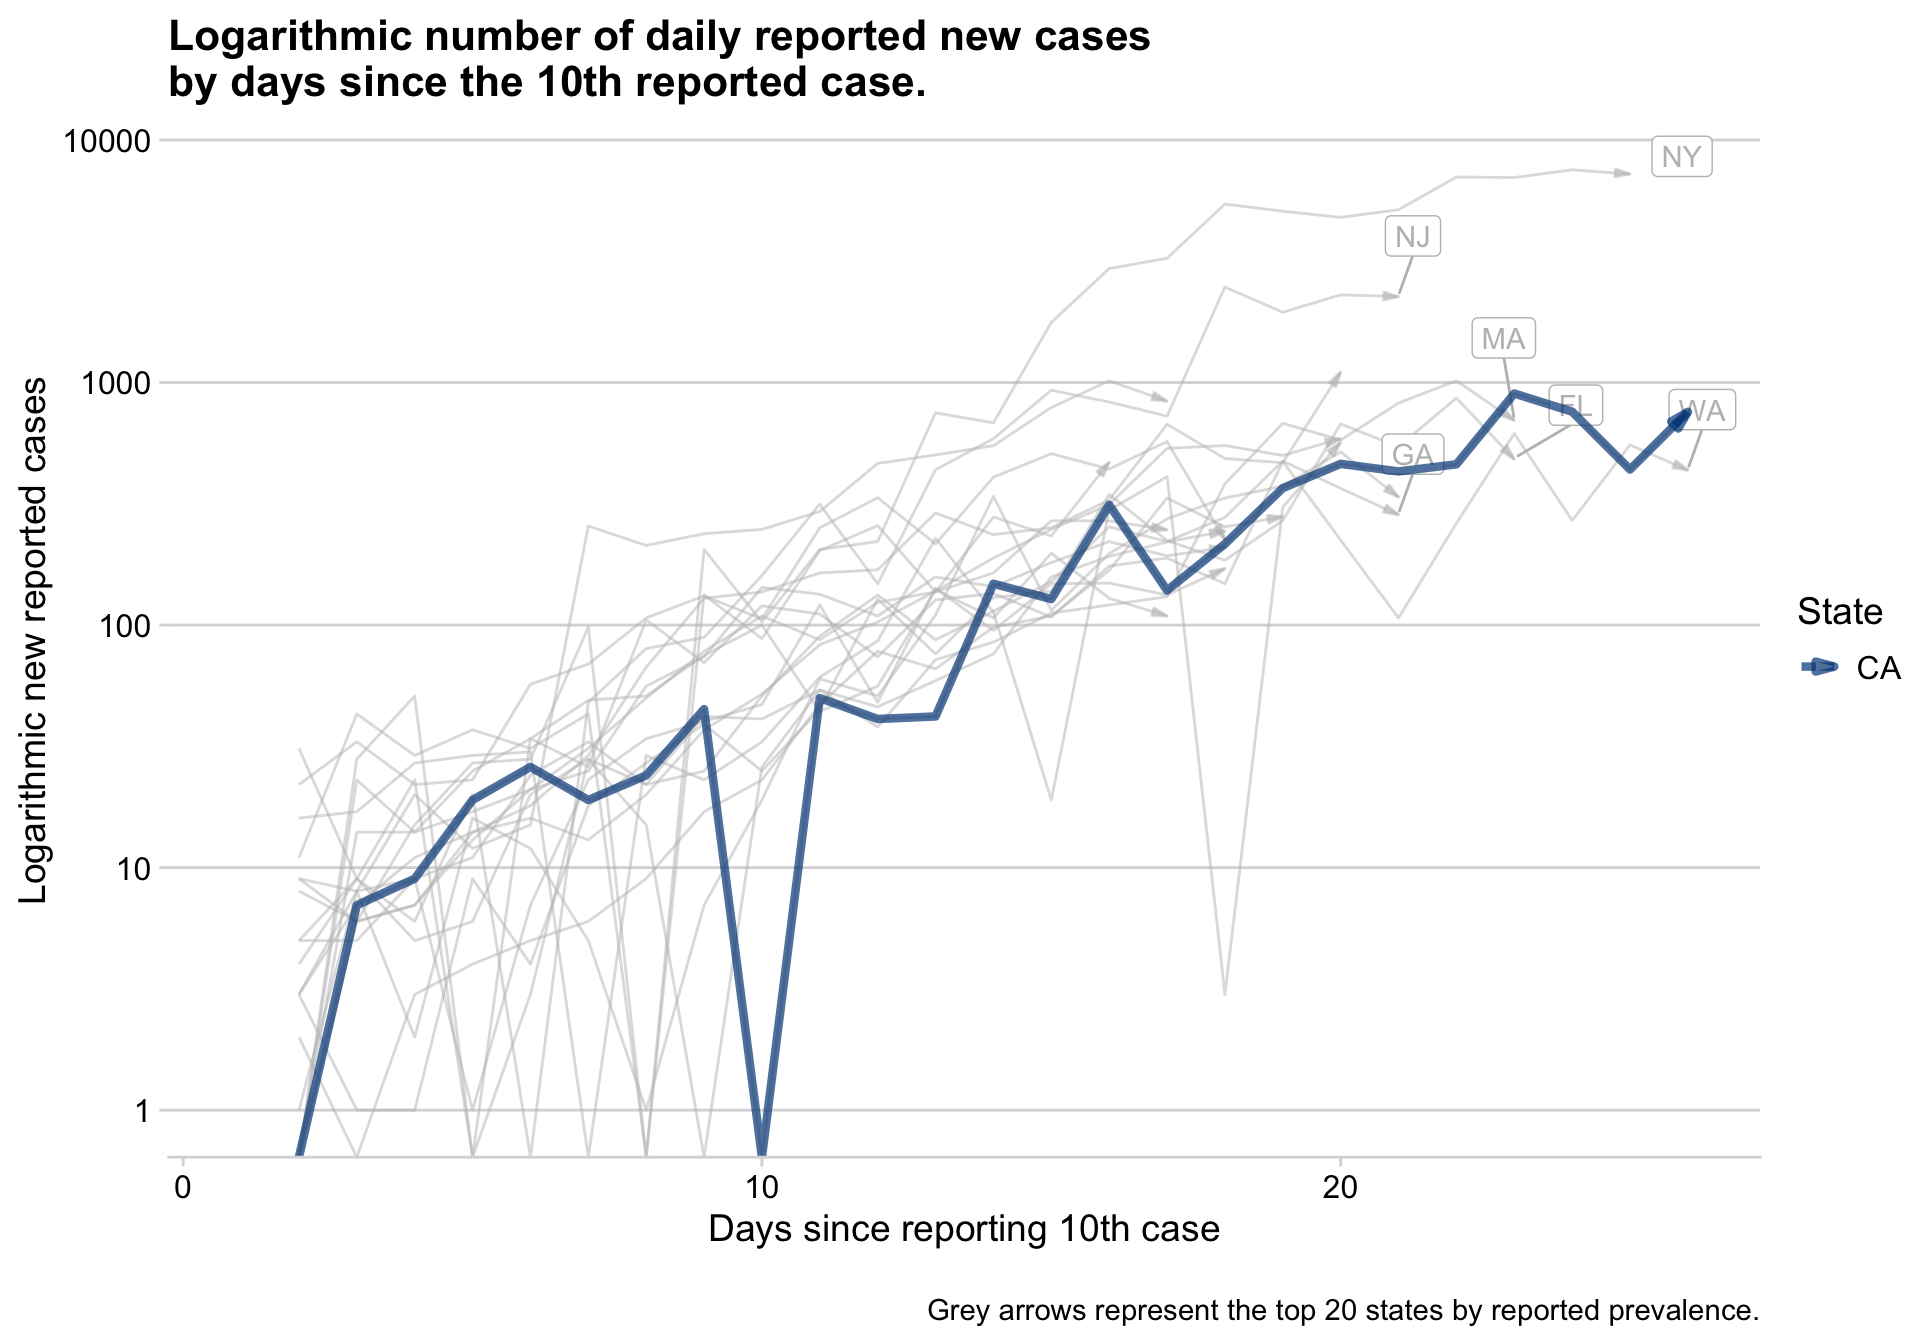 Logarithmic number of daily reported new cases
by days since the 10th reported case.
Logarithmic new reported cases
10000
1000
100
10
1
NY
NJ
MA
FL
WA
GA
State
CA
0
10
20
Days since reporting 10th case
Grey arrows represent the top 20 states by reported prevalence.